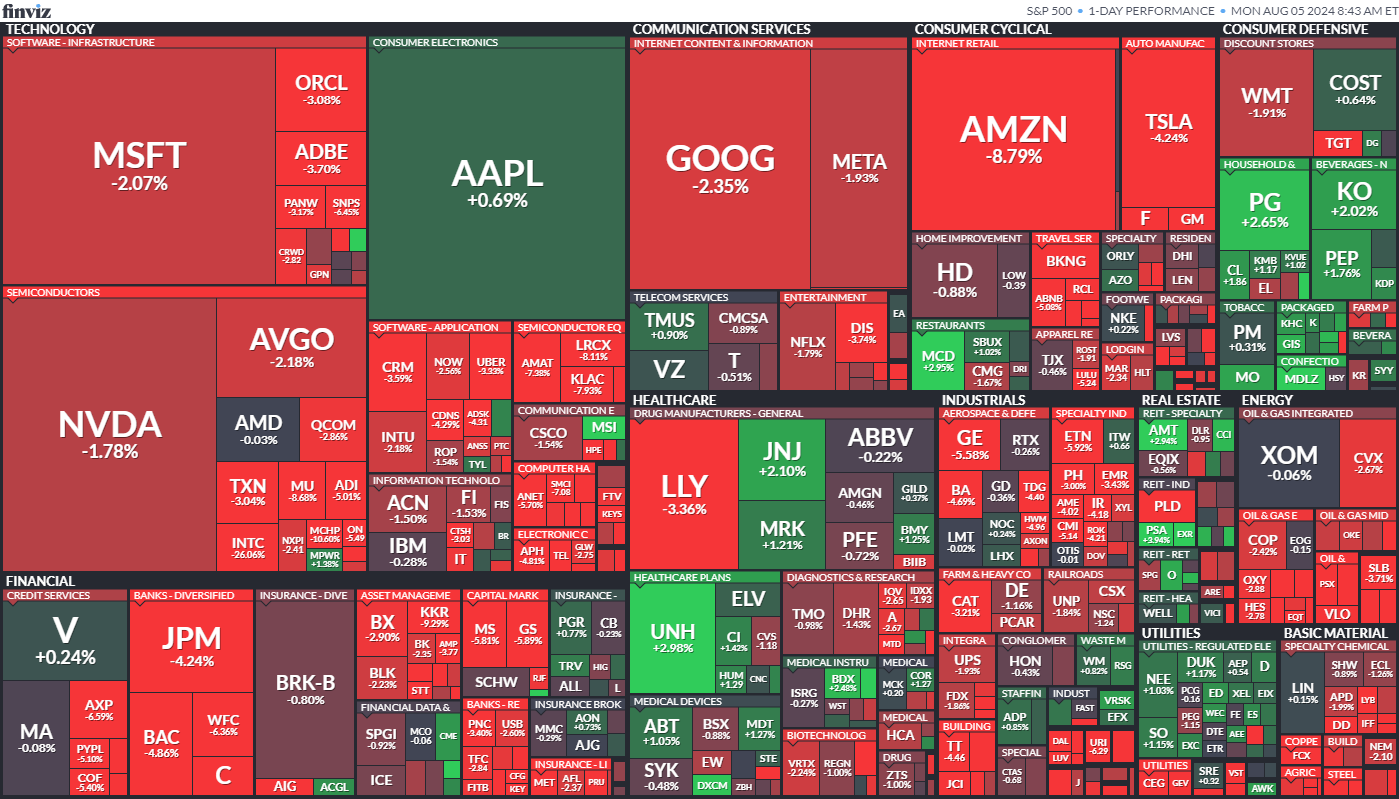 finviz
S&P 500 • 1-DAY PERFORMANCE • MON AUG 05 2024 8:43 AM ET
TECHNOLOGY
SOFTWARE - INFRASTRUCTURE
MSFT
-2.07%
ORCL
-3.08%
ADBE
-3.70%
PANW
-3.17%
SNPS
-6.45%
CRWD
-2.82
GPN
CONSUMER ELECTRONICS
AAPL
+0.69%
SEMICONDUCTORS
NVDA
-1.78%
AVGO
-2.18%
AMD
-0.03%
QCOM
-2.86%
TXN
-3.04%
MU
-8.68%
ADI
-5.01%
INTC
-26.06%
NXPI
-2.41
MCHP
-10.60%
ON
-5.49
MPWR
+1.38%
SOFTWARE - APPLICATION
CRM
-3.59%
NOW
-2.56%
UBER
-3.33%
INTU
-2.18%
CDNS
-4.29%
ADSK
-4.31
ROP
-1.54%
ANSS
PTC
TYL
SEMICONDUCTOR EQ
AMAT
-7.38%
LRCX
-8.11%
KLAC
-7.93%
COMMUNICATION E
CSCO
-1.54%
MSI
HPE
INFORMATION TECHNOLO
ACN
-1.50%
FI
-1.53%
FIS
IBM
-0.28%
CTSH
-3.03
IT
BR
COMPUTER HA
ANET
-5.70%
SMCI
-7.08
FTV
KEYS
ELECTRONIC C
APH
-4.81%
TEL
GLW
-2.75
COMMUNICATION SERVICES
INTERNET CONTENT & INFORMATION
GOOG
-2.35%
META
-1.93%
TELECOM SERVICES
TMUS
+0.90%
CMCSA
-0.89%
VZ
T
-0.51%
ENTERTAINMENT
NFLX
-1.79%
DIS
-3.74%
EA
CONSUMER CYCLICAL
INTERNET RETAIL
AMZN
-8.79%
AUTO MANUFAC
TSLA
-4.24%
F
GM
HOME IMPROVEMENT
HD
-0.88%
LOW
-0.39
TRAVEL SER
BKNG
ABNB
-5.08%
RCL
SPECIALTY
ORLY
AZO
RESIDEN
DHI
LEN
RESTAURANTS
MCD
+2.95%
SBUX
+1.02%
CMG
-1.67%
DRI
APPAREL RE
TJX
-0.46%
ROST
-1.91
LULU
-5.24
FOOTWE
NKE
+0.22%
PACKAGI
LVS
LODGIN
MAR
-2.34
HLT
CONSUMER DEFENSIVE
DISCOUNT STORES
WMT
-1.91%
COST
+0.64%
TGT
DG
HOUSEHOLD &
PG
+2.65%
CL
+1.86
KMB
+1.17
KVUE
+1.02
EL
BEVERAGES - N
KO
+2.02%
PEP
+1.76%
KDP
TOBACC
PM
+0.31%
MO
PACKAGED
KHC
K
GIS
FARM P
BEVERA
CONFECTIO
MDLZ
HSY
KR
SYY
FINANCIAL
CREDIT SERVICES
V
+0.24%
MA
-0.08%
AXP
-6.59%
PYPL
-5.10%
COF
-5.40%
BANKS - DIVERSIFIED
JPM
-4.24%
BAC
-4.86%
WFC
-6.36%
C
INSURANCE - DIVE
BRK-B
-0.80%
AIG
ACGL
ASSET MANAGEME
BX
-2.90%
KKR
-9.29%
BK
-2.35
AMP
-3.77
BLK
-2.23%
STT
CAPITAL MARK
MS
-5.81%
GS
-5.89%
SCHW
RJF
INSURANCE -
PGR
+0.77%
CB
-0.23%
TRV
HIG
ALL
L
FINANCIAL DATA &
SPGI
-0.92%
MCO
-0.06
CME
ICE
BANKS - RE
PNC
-3.40%
USB
-2.60%
TFC
-2.84
FITB
CFG
KEY
INSURANCE BROK
MMC
-0.29%
AON
+0.73%
AJG
INSURANCE - LI
MET
AFL
-2.37
PRU
HEALTHCARE
DRUG MANUFACTURERS - GENERAL
LLY
-3.36%
JNJ
+2.10%
ABBV
-0.22%
MRK
+1.21%
AMGN
-0.46%
GILD
+0.37%
PFE
-0.72%
BMY
+1.25%
BIIB
HEALTHCARE PLANS
UNH
+2.98%
ELV
CI
+1.42%
CVS
-1.18
HUM
+1.29
CNC
DIAGNOSTICS & RESEARCH
TMO
-0.98%
DHR
-1.43%
IQV
-2.65
IDXX
-1.93
A
-2.67
MTD
MEDICAL DEVICES
ABT
+1.05%
BSX
-0.88%
MDT
+1.27%
SYK
-0.48%
EW
STE
DXCM
ZBH
MEDICAL INSTRU
ISRG
-0.27%
BDX
+2.48%
WST
MEDICAL
MCK
+0.20
COR
+1.27
BIOTECHNOLOG
VRTX
-2.24%
REGN
-1.00%
MEDICAL
HCA
DRUG
ZTS
-1.00%
INDUSTRIALS
AEROSPACE & DEFE
GE
-5.58%
RTX
-0.26%
BA
-4.69%
GD
-0.36%
TDG
-4.40
LMT
-0.02%
NOC
+0.24%
HWM
-4.96
LHX
AXON
SPECIALTY IND
ETN
-5.92%
ITW
+0.66
PH
-3.00%
EMR
-3.43%
AME
-4.02
IR
-4.18
XYL
CMI
-5.14
ROK
-4.21
OTIS
-0.01
DOV
FARM & HEAVY CO
CAT
-3.21%
DE
-1.16%
PCAR
RAILROADS
UNP
-1.84%
CSX
NSC
-1.24
INTEGRA
UPS
-1.93%
FDX
-1.86%
CONGLOMER
HON
-0.43%
WASTE M
WM
+0.82%
RSG
STAFFIN
ADP
+0.85%
INDUST
FAST
VRSK
EFX
BUILDING
TT
-4.46
JCI
SPECIAL
CTAS
-0.68
DAL
LUV
URI
-6.29
J
REAL ESTATE
REIT - SPECIALTY
AMT
+2.94%
DLR
-0.95
CCI
EQIX
-0.56%
REIT - IND
PLD
PSA
+3.94%
EXR
REIT - RET
SPG
O
ARE
REIT - HEA
WELL
VICI
ENERGY
OIL & GAS INTEGRATED
XOM
-0.06%
CVX
-2.67%
OIL & GAS E
COP
-2.42%
EOG
-0.15
OXY
-2.88
HES
-2.78
EQT
OIL & GAS MID
OKE
OIL &
PSX
VLO
SLB
-3.71%
UTILITIES
UTILITIES - REGULATED ELE
NEE
+1.03%
DUK
+1.17%
AEP
+0.54
D
SO
+1.15%
PCG
-0.16
ED
XEL
EIX
PEG
-1.15
WEC
FE
ES
EXC
DTE
AEE
ETR
UTILITIES
CEG
GEV
SRE
+0.32
VST
AWK
BASIC MATERIAL
SPECIALTY CHEMICAL
LIN
+0.15%
SHW
-0.89%
ECL
-1.26%
APD
-1.99%
LYB
DD
IFF
COPPE
FCX
BUILD
NEM
-2.10
AGRIC
STEEL